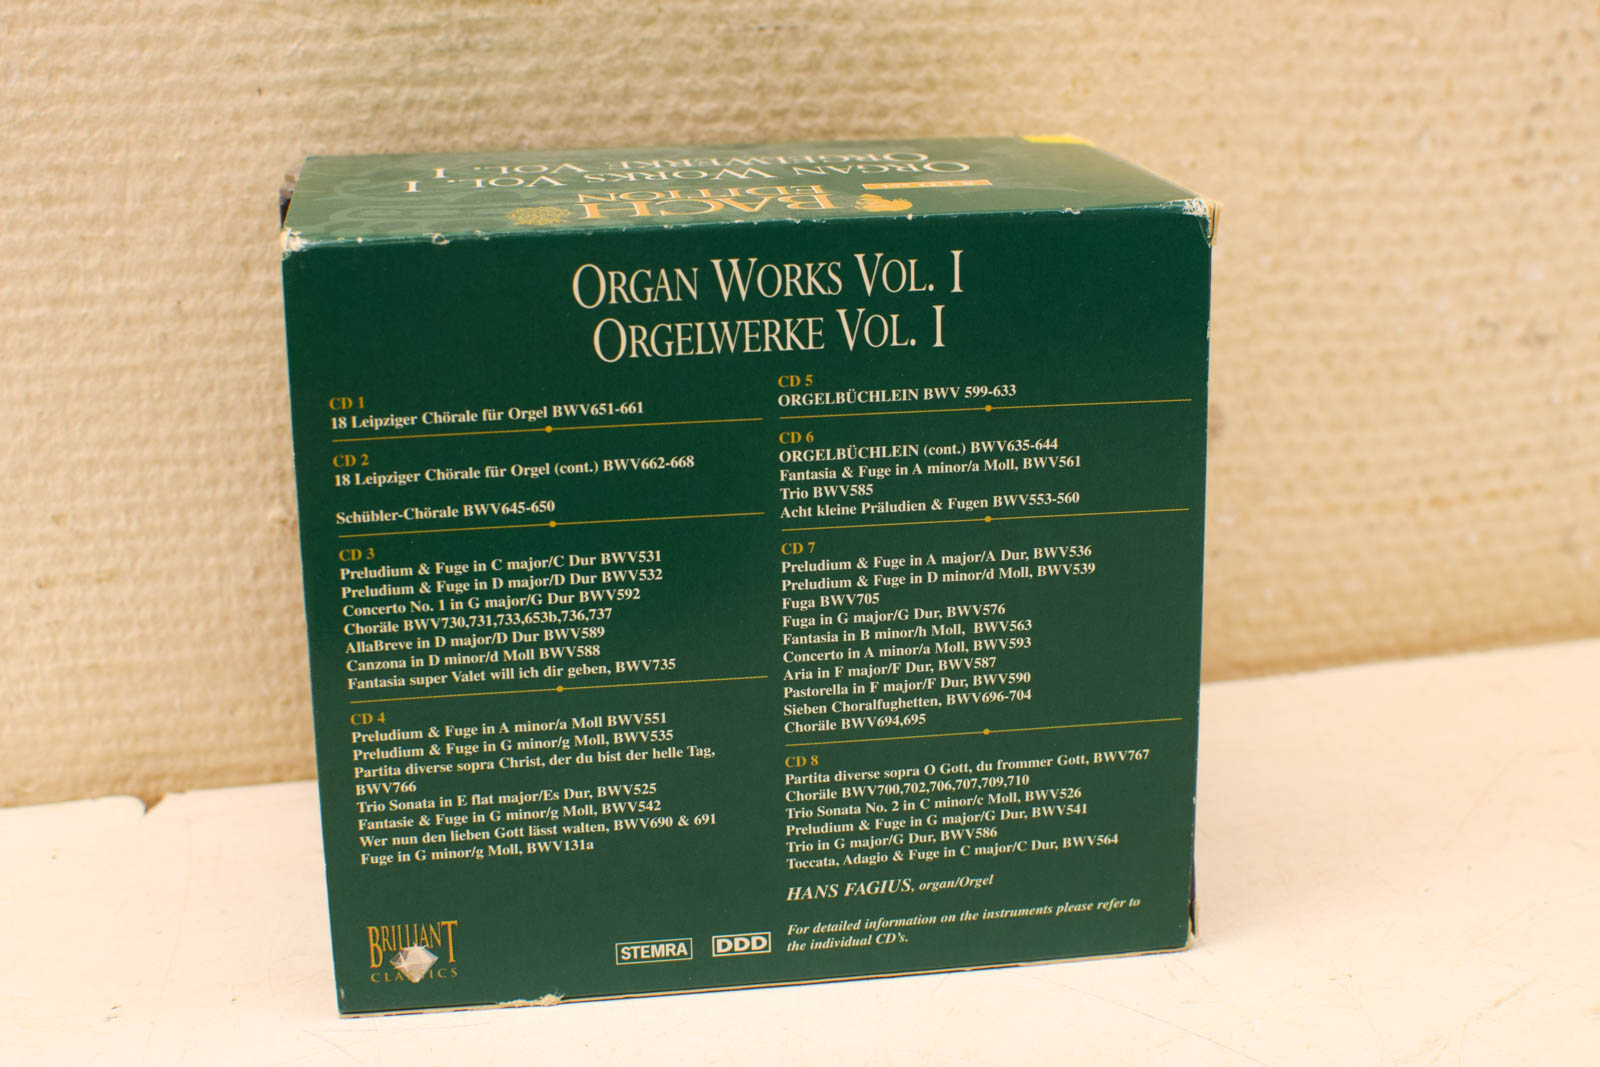 ORGAN WORKS VOL. I
ORGELWERKE VOL. I
BACH
EDITION
ORGAN WORKS VOL. I
ORGELWERKE VOL. I
CD 1
18 Leipziger Chörale für Orgel BWV651-661
CD 2
18 Leipziger Chörale für Orgel (cont.) BWV662-668
Schübler-Chörale BWV645-650
CD 3
Preludium & Fuge in C major/C Dur BWV531
Preludium & Fuge in D major/D Dur BWV532
Concerto No. 1 in G major/G Dur BWV592
Choräle BWV730,731,733,653b,736,737
AllaBreve in D major/D Dur BWV589
Canzona in D minor/d Moll BWV588
Fantasia super Valet will ich dir geben, BWV735
CD 4
Preludium & Fuge in A minor/a Moll BWV551
Preludium & Fuge in G minor/g Moll, BWV535
Partita diverse sopra Christ, der du bist der helle Tag,
BWV766
Trio Sonata in E flat major/Es Dur, BWV525
Fantasie & Fuge in G minor/g Moll, BWV542
Wer nun den lieben Gott lässt walten, BWV690 & 691
Fuge in G minor/g Moll, BWV131a
CD 5
ORGELBÜCHLEIN BWV 599-633
CD 6
ORGELBÜCHLEIN (cont.) BWV635-644
Fantasia & Fuge in A minor/a Moll, BWV561
Trio BWV585
Acht kleine Präludien & Fugen BWV553-560
CD 7
Preludium & Fuge in A major/A Dur, BWV536
Preludium & Fuge in D minor/d Moll, BWV539
Fuga BWV705
Fuga in G major/G Dur, BWV576
Fantasia in B minor/h Moll, BWV563
Concerto in A minor/a Moll, BWV593
Aria in F major/F Dur, BWV587
Pastorella in F major/F Dur, BWV590
Sieben Choralfughetten, BWV696-704
Choräle BWV694,695
CD 8
Partita diverse sopra O Gott, du frommer Gott, BWV767
Choräle BWV700,702,706,707,709,710
Trio Sonata No. 2 in C minor/c Moll, BWV526
Preludium & Fuge in G major/G Dur, BWV541
Trio in G major/G Dur, BWV586
Toccata, Adagio & Fuge in C major/C Dur, BWV564
HANS FAGIUS, organ/Orgel
For detailed information on the instruments please refer to
the individual CD's.
BRILLIANT
CLASSICS
STEMRA
DDD